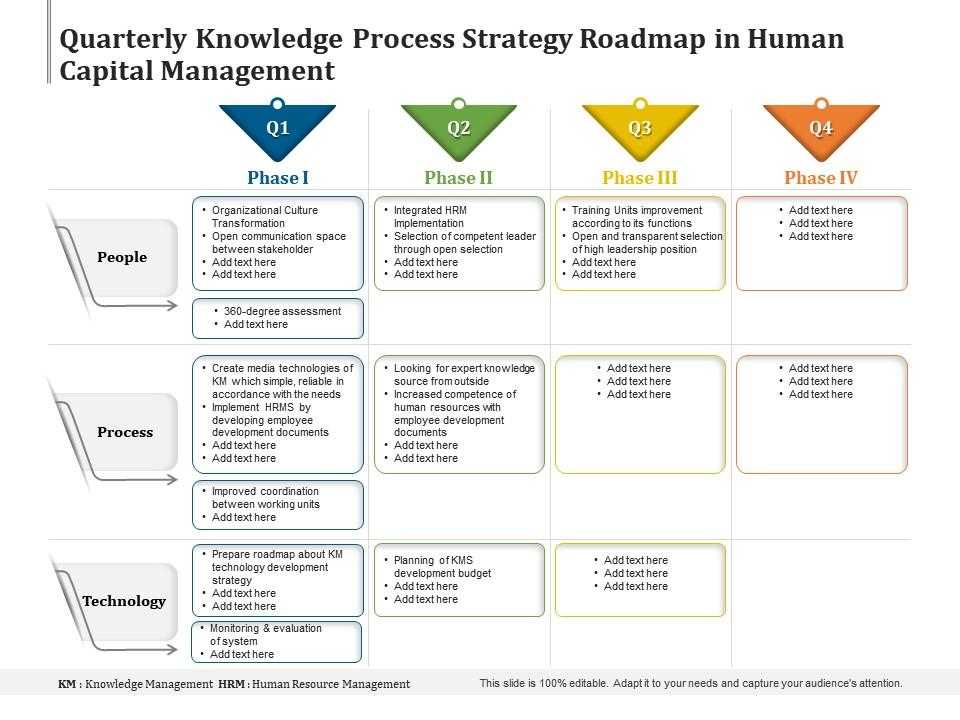 Quarterly Knowledge Process Strategy Roadmap in Human
Capital Management
Q1
Q2
Q3
Q4
Phase I
Phase II
Phase III
Phase IV
People
• Organizational Culture
Transformation
• Open communication space
between stakeholder
• Add text here
• Add text here
• 360-degree assessment
• Add text here
• Integrated HRM
Implementation
• Selection of competent leader
through open selection
• Add text here
• Add text here
• Training Units improvement
according to its functions
• Open and transparent selection
of high leadership position
• Add text here
• Add text here
• Add text here
• Add text here
• Add text here
Process
• Create media technologies of
KM which simple, reliable in
accordance with the needs
• Implement HRMS by
developing employee
development documents
• Add text here
• Add text here
• Improved coordination
between working units
• Add text here
• Looking for expert knowledge
source from outside
• Increased competence of
human resources with
employee development
documents
• Add text here
• Add text here
• Add text here
• Add text here
• Add text here
• Add text here
• Add text here
• Add text here
Technology
• Prepare roadmap about KM
technology development
strategy
• Add text here
• Add text here
• Monitoring & evaluation
of system
• Add text here
• Planning of KMS
development budget
• Add text here
• Add text here
• Add text here
• Add text here
• Add text here
KM : Knowledge Management HRM : Human Resource Management
This slide is 100% editable. Adapt it to your needs and capture your audience's attention.